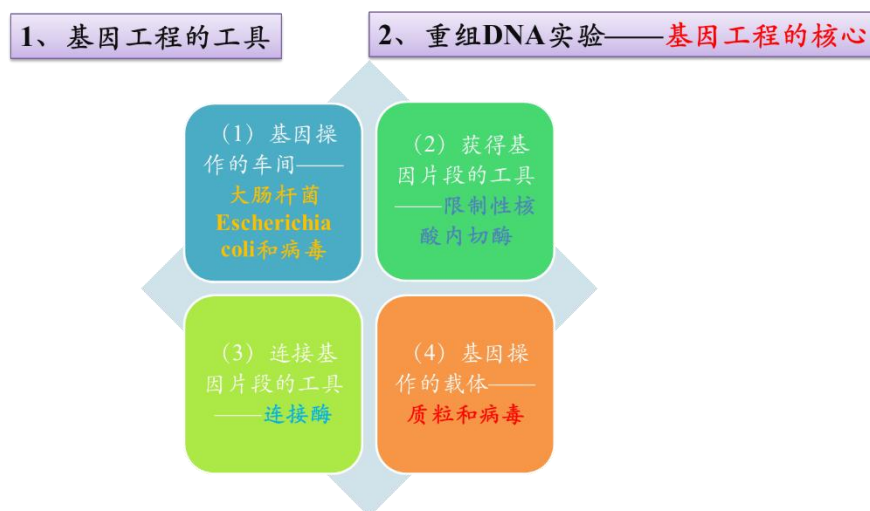 1、基因工程的工具
2、重组DNA实验——基因工程的核心
（1）基因操
作的车间——
大肠杆菌
Escherichia
coli和病毒
（2）获得基
因片段的工具
——限制性核
酸内切酶
（3）连接基
因片段的工具
——连接酶
（4）基因操
作的载体——
质粒和病毒